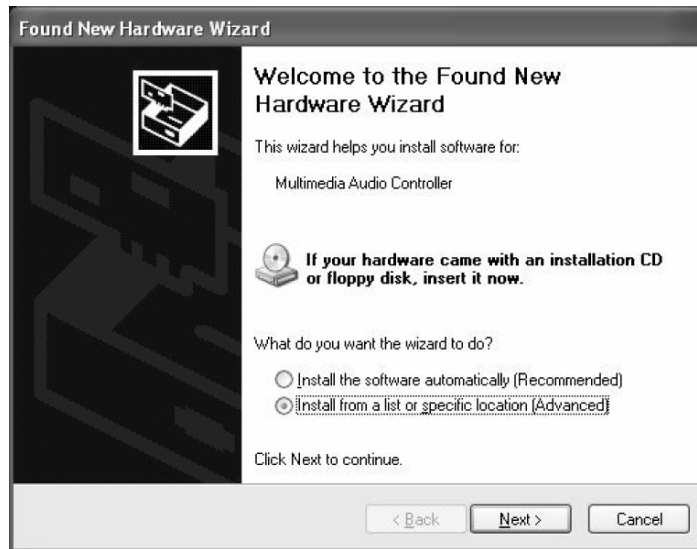 Found New Hardware Wizard
Welcome to the Found New
Hardware Wizard
This wizard helps you install software for:
Multimedia Audio Controller
If your hardware came with an installation CD
or floppy disk, insert it now.
What do you want the wizard to do?
Install the software automatically (Recommended)
Install from a list or specific location (Advanced)
Click Next to continue.
< Back Next > Cancel